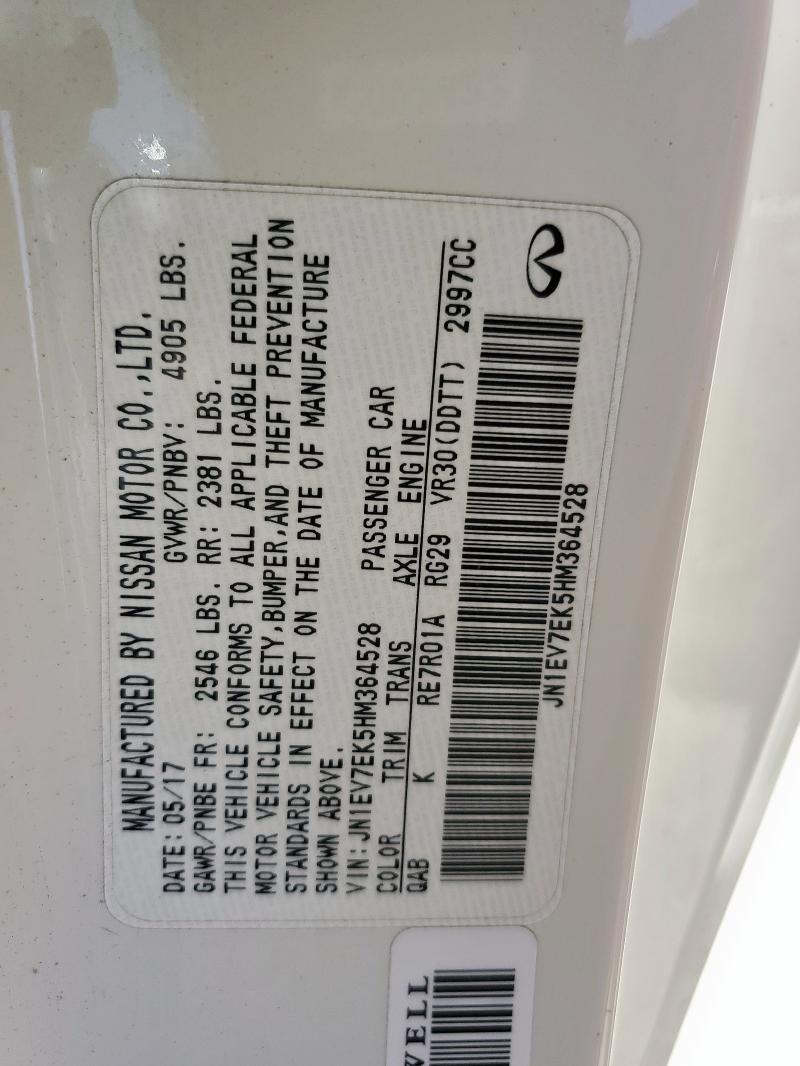 MANUFACTURED BY NISSAN MOTOR CO.,LTD.
DATE: 05/17 GVWR/PNBV: 4905 LBS.
GAWR/PNBE FR: 2546 LBS. RR: 2381 LBS.
THIS VEHICLE CONFORMS TO ALL APPLICABLE FEDERAL
MOTOR VEHICLE SAFETY,BUMPER,AND THEFT PREVENTION
STANDARDS IN EFFECT ON THE DATE OF MANUFACTURE
SHOWN ABOVE.
VIN: JN1EV7EK5HM364528 PASSENGER CAR
COLOR TRIM TRANS AXLE ENGINE
QAB K RE7R01A RG29 VR30(DDTT) 2997CC
JN1EV7EK5HM364528